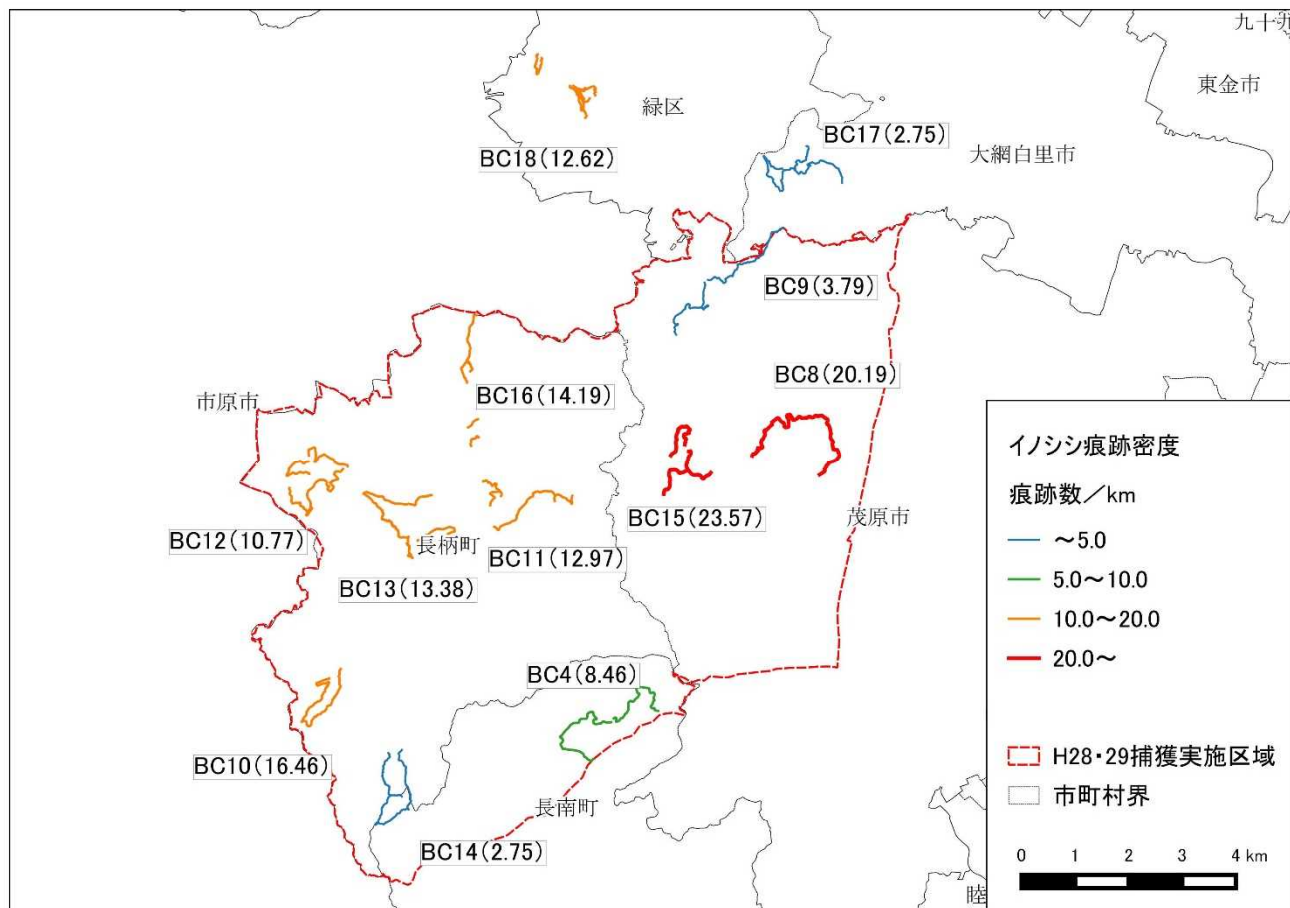 九十九
東金市
緑区
BC17(2.75)
大網白里市
BC18(12.62)
BC9(3.79)
BC8(20.19)
市原市
BC16(14.19)
BC15(23.57)
茂原市
BC12(10.77)
長柄町
BC11(12.97)
BC13(13.38)
BC4(8.46)
BC10(16.46)
長南町
BC14(2.75)
睦
イノシシ痕跡密度
痕跡数/km
~5.0
5.0~10.0
10.0~20.0
20.0~
H28・29捕獲実施区域
市町村界
0 1 2 3 4 km